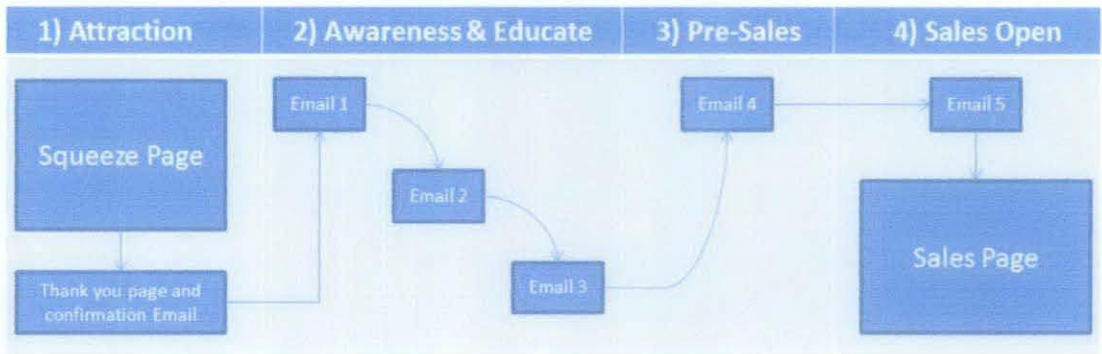 1) Attraction
2) Awareness & Educate
3) Pre-Sales
4) Sales Open
Squeeze Page
Thank you page and
confirmation Email
Email 1
Email 2
Email 3
Email 4
Email 5
Sales Page